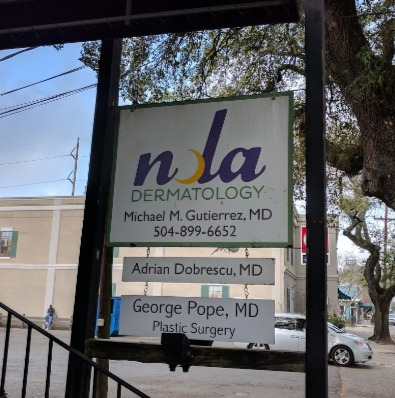 nola
DERMATOLOGY
Michael M. Gutierrez, MD
504-899-6652
Adrian Dobrescu, MD
George Pope, MD
Plastic Surgery